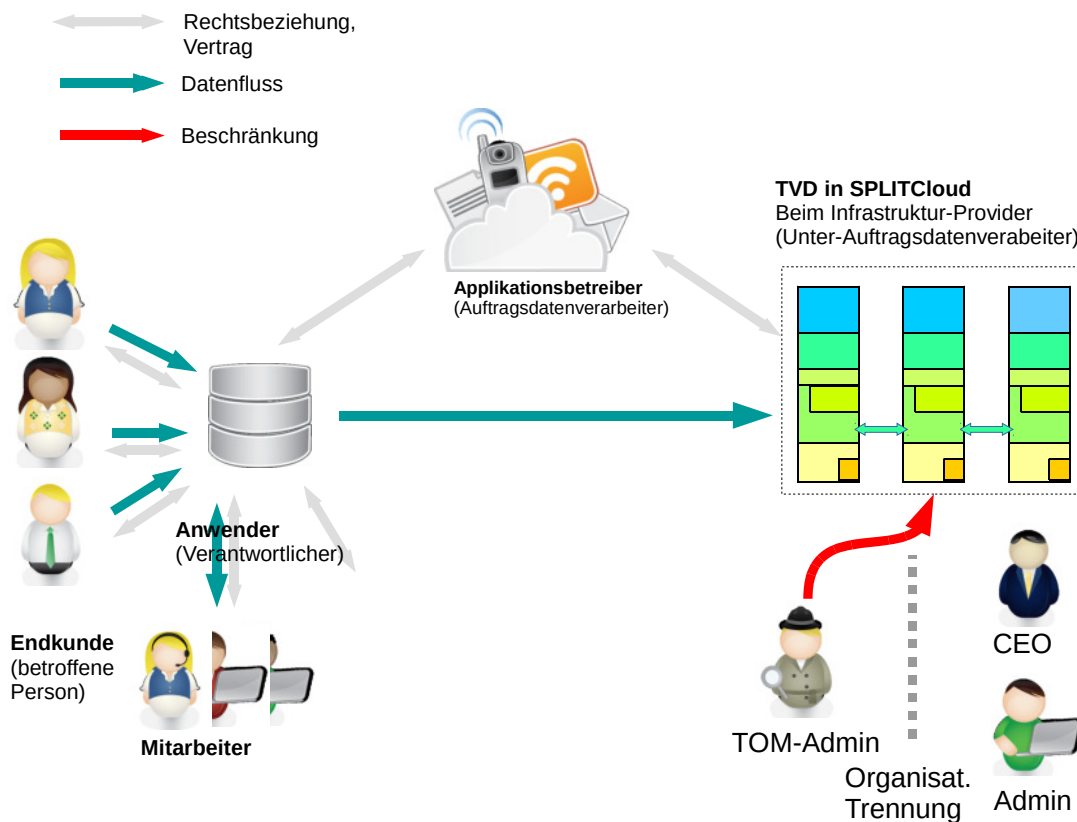 Rechtsbeziehung,
Vertrag
Datenfluss
Beschränkung
TVD in SPLITCloud
Beim Infrastruktur-Provider
(Unter-Auftragsdatenverabeiter)
Applikationsbetreiber
(Auftragsdatenverarbeiter)
Anwender
(Verantwortlicher)
Endkunde
(betroffene
Person)
Mitarbeiter
TOM-Admin
Organisat.
Trennung
CEO
Admin